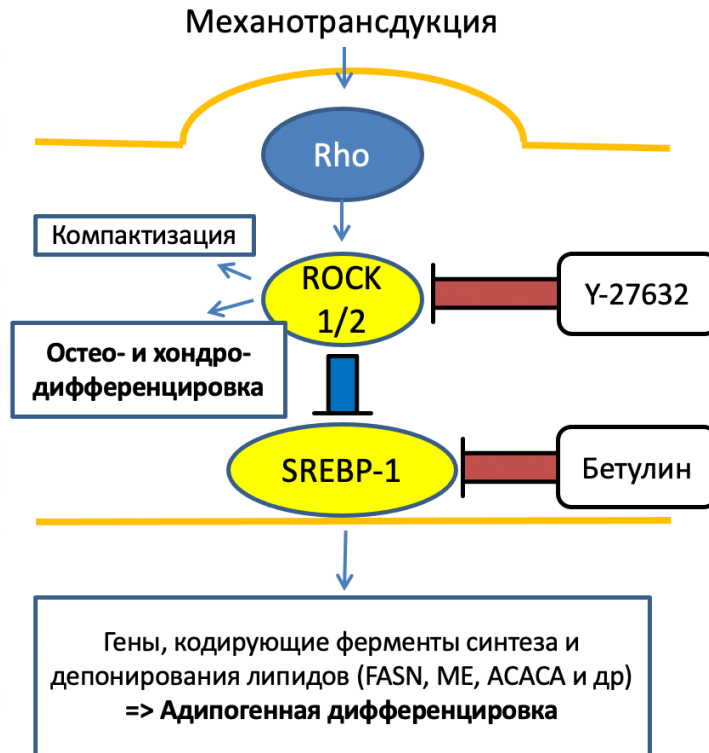 Механотрансдукция
Rho
Компактизация
ROCK
1/2
Y-27632
Остео- и хондро-
дифференцировка
SREBP-1
Бетулин
Гены, кодирующие ферменты синтеза и
депонирования липидов (FASN, ME, ACACA и др)
=> Адипогенная дифференцировка